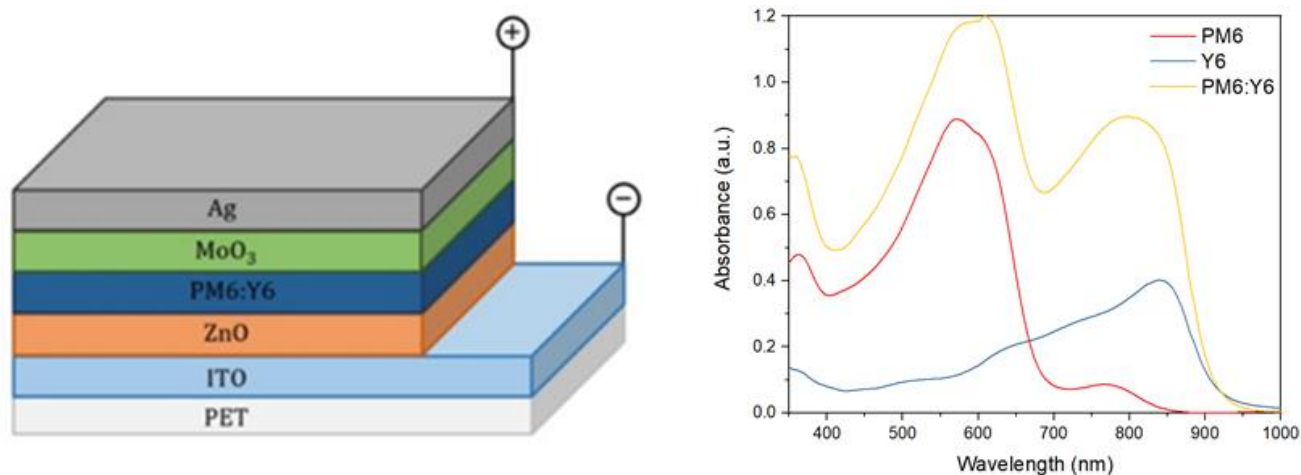 +
−
Ag
MoO₃
PM6:Y6
ZnO
ITO
PET
1.2
1.0
0.8
0.6
0.4
0.2
0.0
Absorbance (a.u.)
PM6
Y6
PM6:Y6
400 500 600 700 800 900 1000
Wavelength (nm)